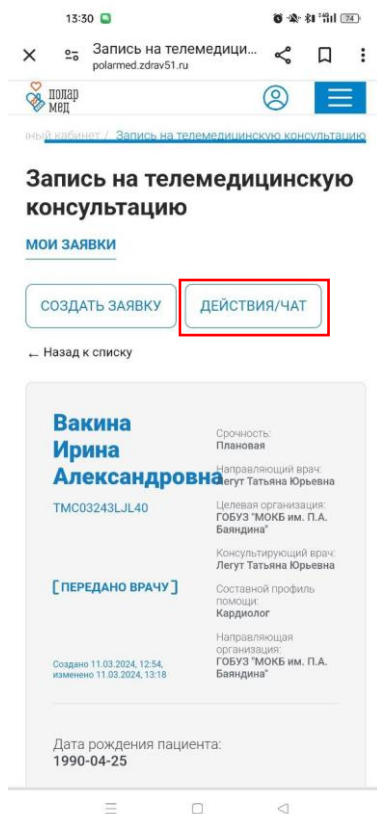 13:30
74
Запись на телемедици...
polarmed.zdrav51.ru
полар
мед
ный кабинет / Запись на телемедицинскую консультацию
Запись на телемедицинскую
консультацию
МОИ ЗАЯВКИ
СОЗДАТЬ ЗАЯВКУ
ДЕЙСТВИЯ/ЧАТ
← Назад к списку
Вакина
Ирина
Александровна
TMC03243LJL40
[ПЕРЕДАНО ВРАЧУ]
Создано 11.03.2024, 12:54,
изменено 11.03.2024, 13:18
Срочность:
Плановая
Направляющий врач:
Легут Татьяна Юрьевна
Целевая организация:
ГОБУЗ "МОКБ им. П.А.
Баяндина"
Консультирующий врач:
Легут Татьяна Юрьевна
Составной профиль
помощи:
Кардиолог
Направляющая
организация:
ГОБУЗ "МОКБ им. П.А.
Баяндина"
Дата рождения пациента:
1990-04-25